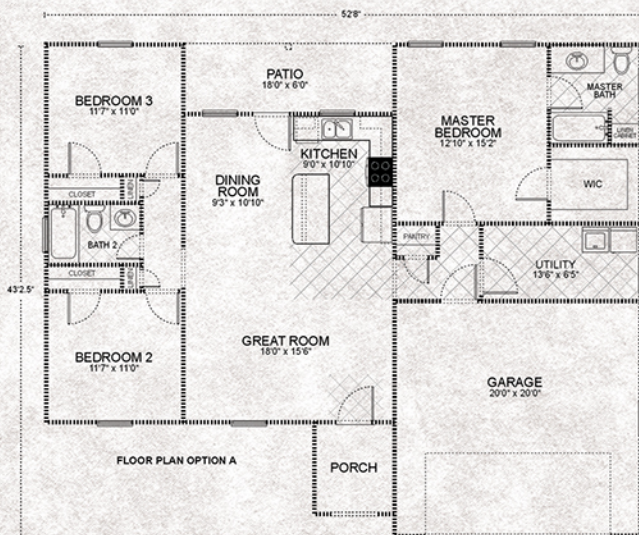 52'8"
PATIO
18'0" x 6'0"
BEDROOM 3
11'7" x 11'0"
MASTER
BATH
LINEN
CABINET
MASTER
BEDROOM
12'10" x 15'2"
KITCHEN
9'0" x 10'10"
DINING
ROOM
9'3" x 10'10"
WIC
CLOSET
LINEN
BATH 2
PANTRY
UTILITY
13'6" x 6'5"
CLOSET
LINEN
43'2.5"
GREAT ROOM
18'0" x 15'6"
BEDROOM 2
11'7" x 11'0"
GARAGE
20'0" x 20'0"
FLOOR PLAN OPTION A
PORCH